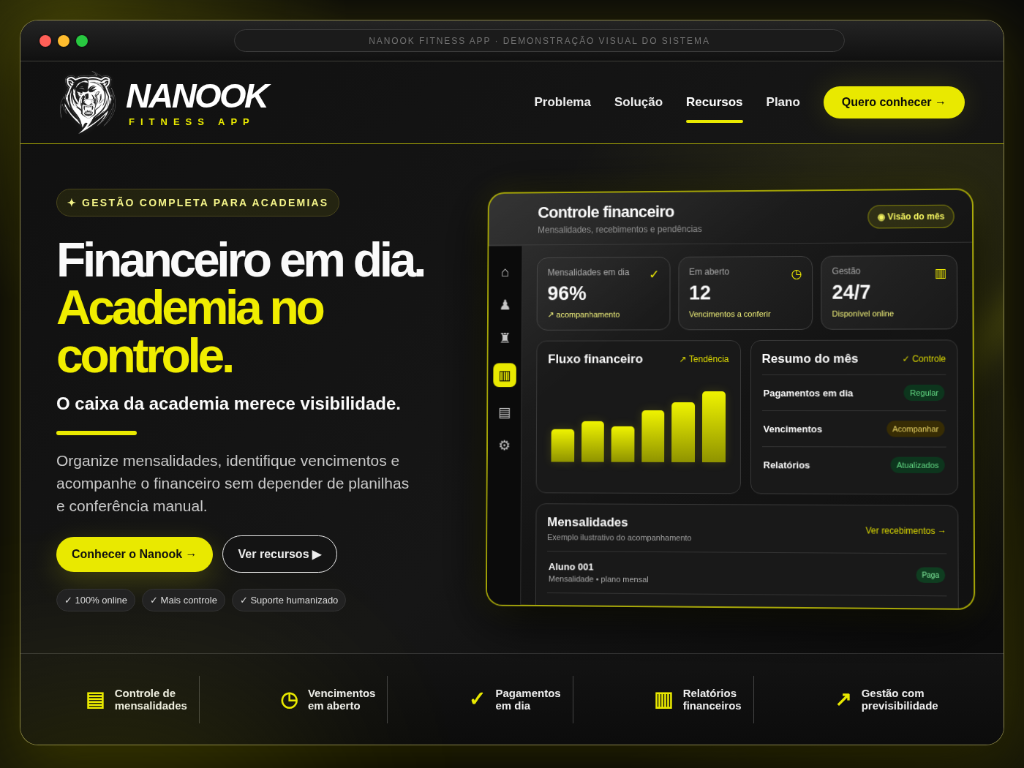 NANOOK FITNESS APP · DEMONSTRAÇÃO VISUAL DO SISTEMA
NANOOK
FITNESS APP
Problema
Solução
Recursos
Plano
Quero conhecer →
✦ GESTÃO COMPLETA PARA ACADEMIAS
Financeiro em dia.
Academia no
controle.
O caixa da academia merece visibilidade.
Organize mensalidades, identifique vencimentos e
acompanhe o financeiro sem depender de planilhas
e conferência manual.
Conhecer o Nanook →
Ver recursos ▶
✓ 100% online
✓ Mais controle
✓ Suporte humanizado
Controle financeiro
Mensalidades, recebimentos e pendências
◉ Visão do mês
Mensalidades em dia
✓
96%
↗ acompanhamento
Em aberto
12
Vencimentos a conferir
Gestão
24/7
Disponível online
Fluxo financeiro
↗ Tendência
Resumo do mês
✓ Controle
Pagamentos em dia
Regular
Vencimentos
Acompanhar
Relatórios
Atualizados
Mensalidades
Exemplo ilustrativo do acompanhamento
Ver recebimentos →
Aluno 001
Mensalidade • plano mensal
Paga
Controle de
mensalidades
Vencimentos
em aberto
✓
Pagamentos
em dia
Relatórios
financeiros
↗
Gestão com
previsibilidade